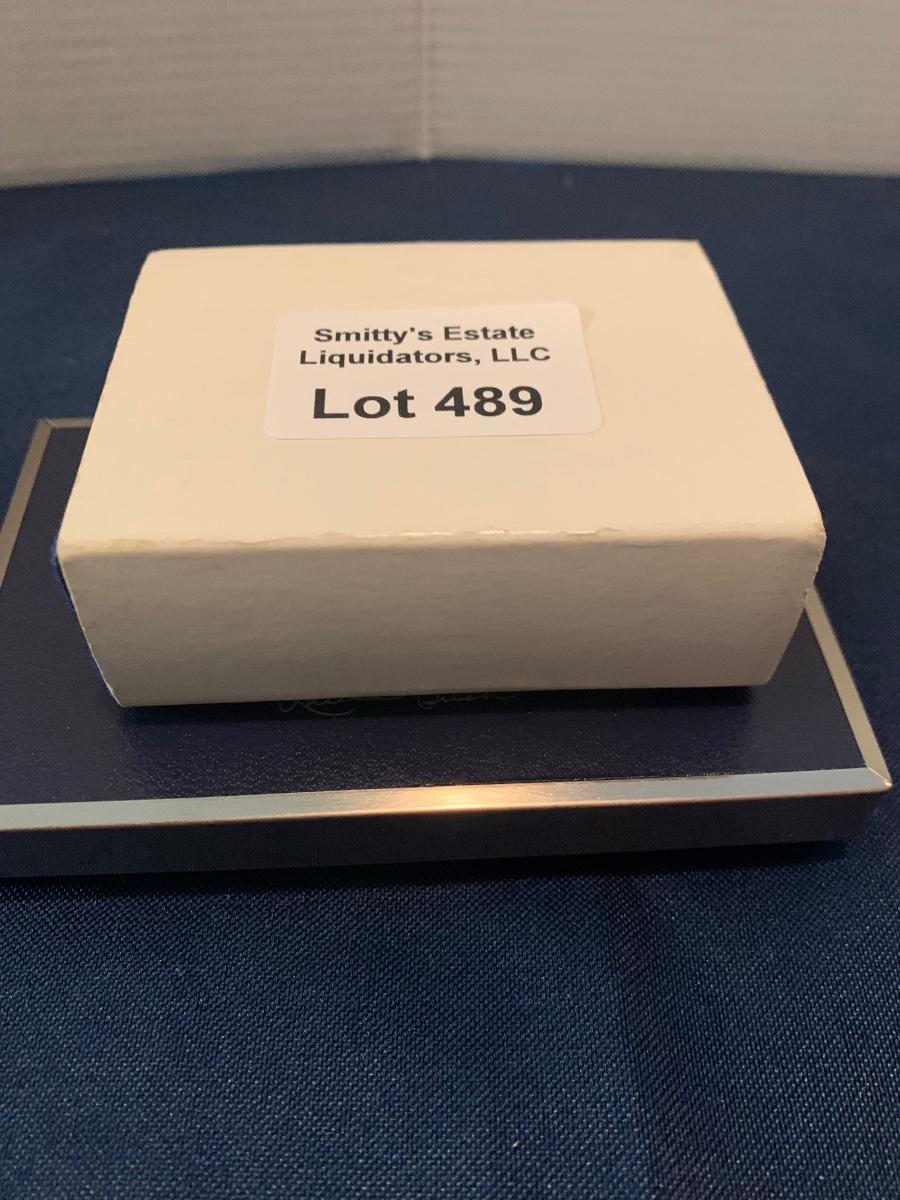 Smitty's Estate
Liquidators, LLC
Lot 489